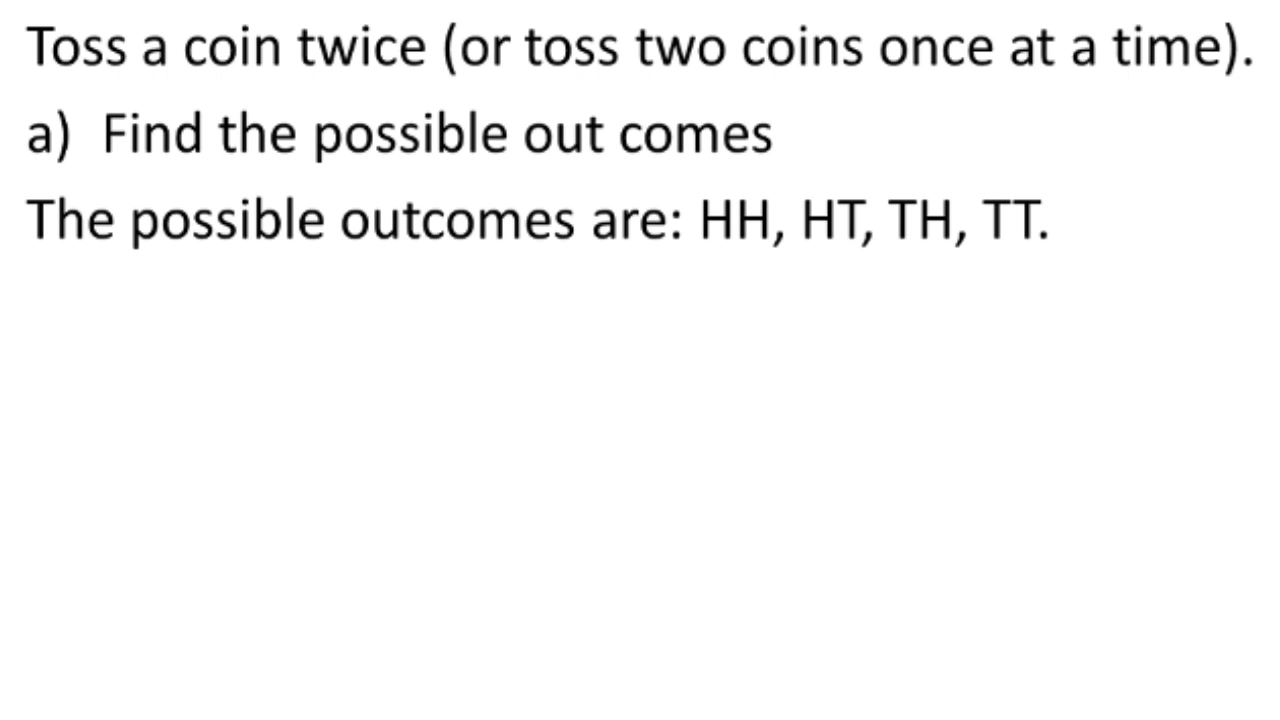 Toss a coin twice (or toss two coins once at a time).
a) Find the possible out comes
The possible outcomes are: HH, HT, TH, TT.